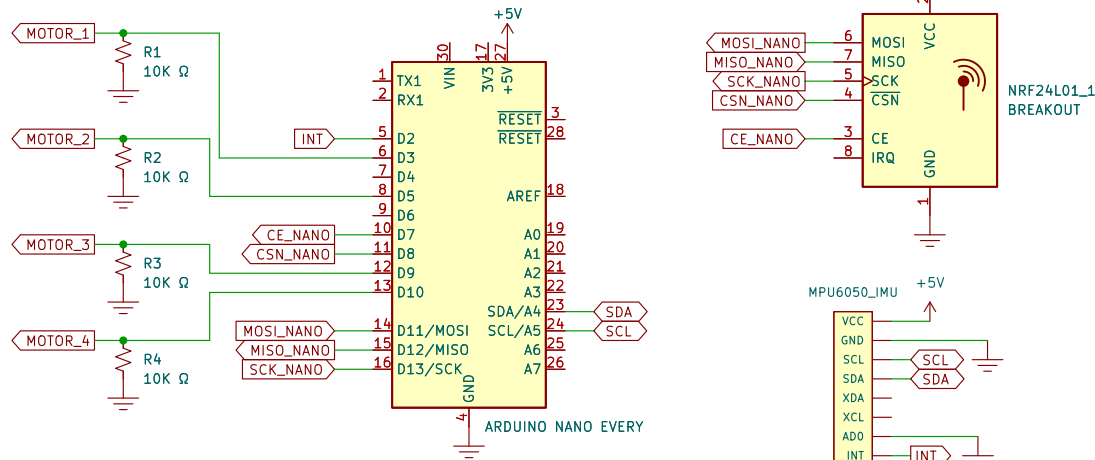 MOTOR_1
R1
10K Ω
MOTOR_2
R2
10K Ω
MOTOR_3
R3
10K Ω
MOTOR_4
R4
10K Ω
+5V
30
17
27
VIN
3V3
+5V
1 TX1
2 RX1
INT 5 D2
6 D3
7 D4
8 D5
9 D6
CE_NANO 10 D7
CSN_NANO 11 D8
12 D9
13 D10
MOSI_NANO 14 D11/MOSI
MISO_NANO 15 D12/MISO
SCK_NANO 16 D13/SCK
RESET 3
RESET 28
AREF 18
A0 19
A1 20
A2 21
A3 22
SDA/A4 23 SDA
SCL/A5 24 SCL
A6 25
A7 26
GND
4
ARDUINO NANO EVERY
VCC
MOSI_NANO 6 MOSI
MISO_NANO 7 MISO
SCK_NANO 5 SCK
CSN_NANO 4 CSN
CE_NANO 3 CE
8 IRQ
GND
1
NRF24L01_1
BREAKOUT
+5V
MPU6050_IMU
VCC
GND
SCL SCL
SDA SDA
XDA
XCL
AD0
INT INT